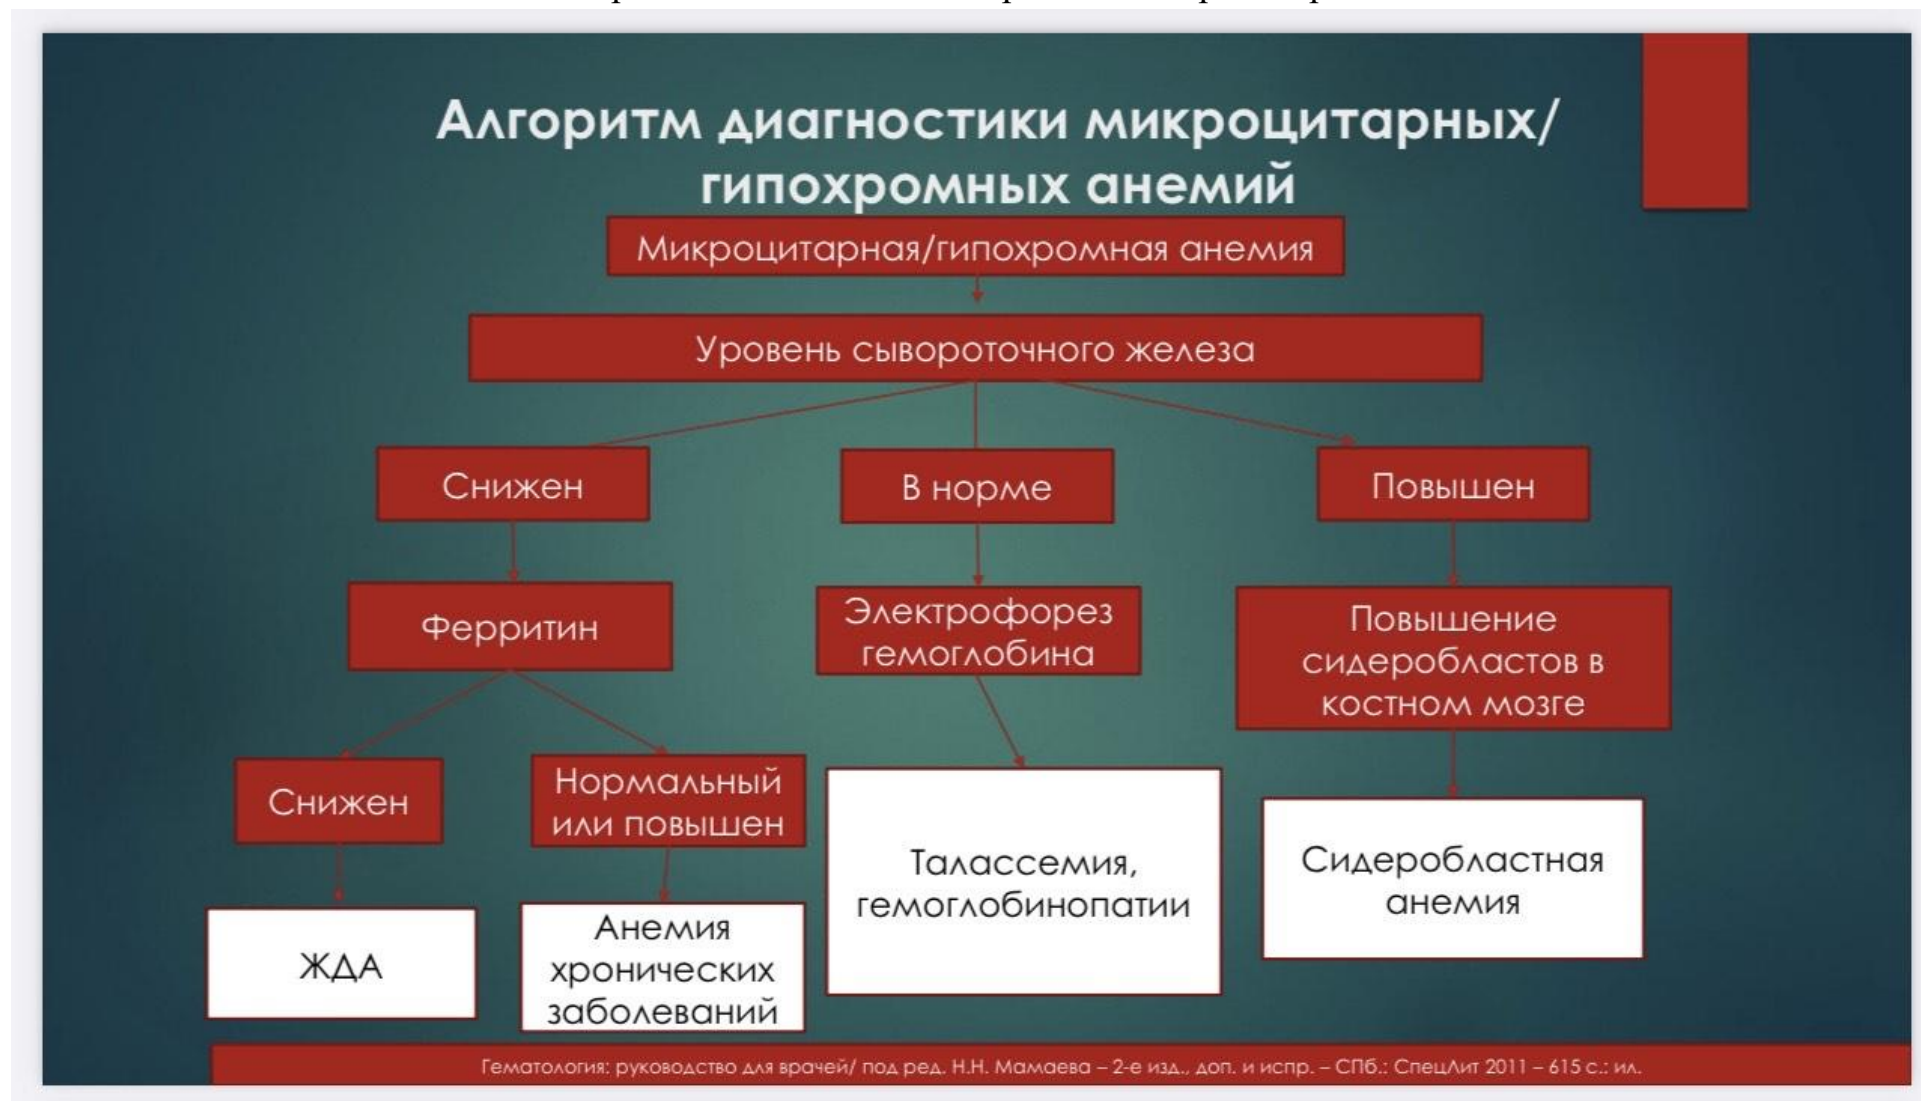 Алгоритм диагностики микроцитарных/
гипохромных анемий
Микроцитарная/гипохромная анемия
Уровень сывороточного железа
Снижен
В норме
Повышен
Ферритин
Электрофорез
гемоглобина
Повышение
сидеробластов в
костном мозге
Снижен
Нормальный
или повышен
Талассемия,
гемоглобинопатии
Сидеробластная
анемия
ЖДА
Анемия
хронических
заболеваний
Гематология: руководство для врачей/ под ред. Н.Н. Мамаева – 2-е изд., доп. и испр. – СПб.: СпецЛит 2011 – 615 с.: ил.